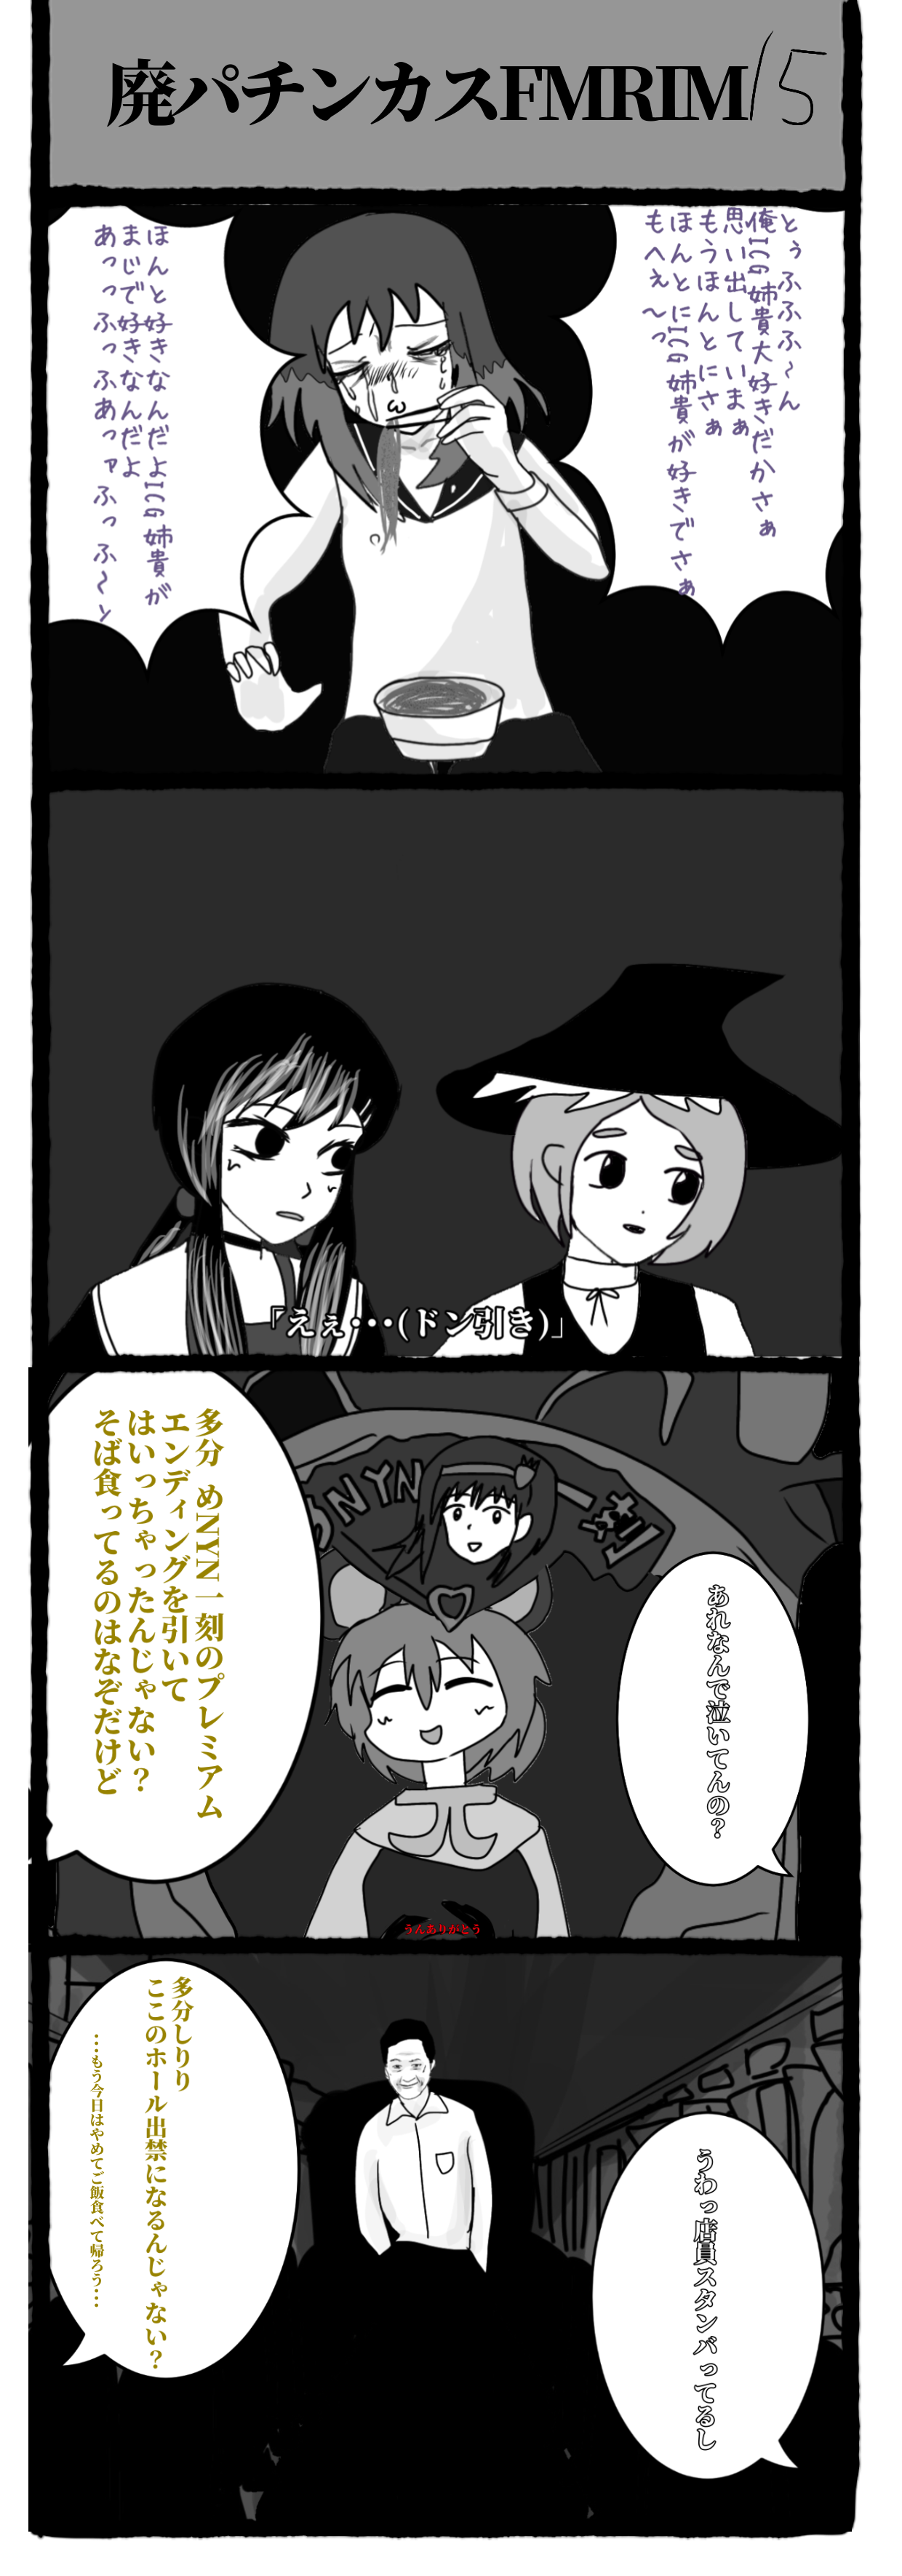 廃パチンカスFMRIM15
とぅふふふ~ん
俺ICG姉貴大好きだかさぁ
思い出していまぁ
もうほんとにさぁ
ほんとにICG姉貴が好きでさぁ
もへぇ~っ
ほんと好きなんだよICG姉貴が
まじで好きなんだよ
あっっふっふあっァふっふ~ン
「えぇ・・・(ドン引き)」
あれなんで泣いてんの?
NYN一刻
多分 めNYN一刻のプレミアム
エンディングを引いて
はいっちゃったんじゃない?
そば食ってるのはなぞだけど
うんありがとう
うわっ店員スタンバってるし
多分しりり
ここのホール出禁になるんじゃない?
…もう今日はやめてご飯食べて帰ろう…